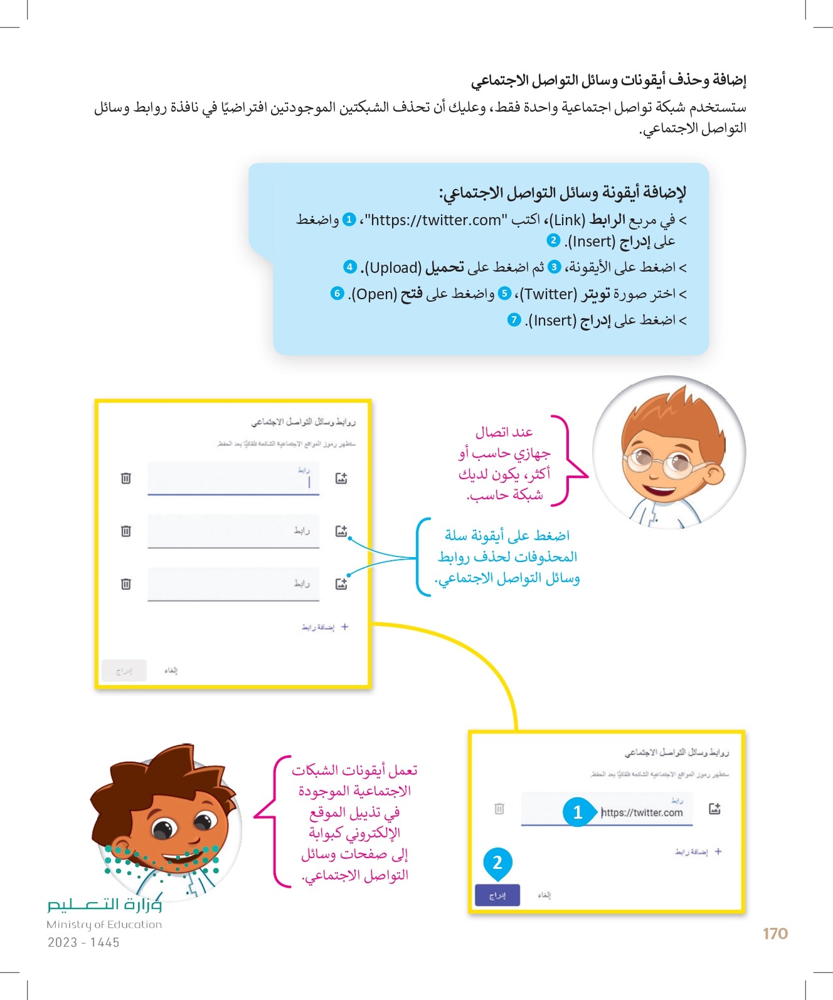 إضافة وحذف أيقونات وسائل التواصل الاجتماعي
ستستخدم شبكة تواصل اجتماعية واحدة فقط، وعليك أن تحذف الشبكتين الموجودتين افتراضيًا في نافذة روابط وسائل
التواصل الاجتماعي.
لإضافة أيقونة وسائل التواصل الاجتماعي:
> في مربع الرابط (Link)، اكتب "https://twitter.com"، 1 واضغط
على إدراج (Insert). 2
> اضغط على الأيقونة، 3 ثم اضغط على تحميل (Upload). 4
> اختر صورة تويتر (Twitter)، 5 واضغط على فتح (Open). 6
> اضغط على إدراج (Insert). 7
عند اتصال
جهازي حاسب أو
أكثر، يكون لديك
شبكة حاسب.
روابط وسائل التواصل الاجتماعي
ستظهر رموز المواقع الاجتماعية الشائعة تلقائيًا بعد الحفظ.
رابط
رابط
رابط
+ إضافة رابط
إلغاء
إدراج
اضغط على أيقونة سلة
المحذوفات لحذف روابط
وسائل التواصل الاجتماعي.
روابط وسائل التواصل الاجتماعي
ستظهر رموز المواقع الاجتماعية الشائعة تلقائيًا بعد الحفظ.
رابط
https://twitter.com
1
+ إضافة رابط
2
إلغاء
إدراج
تعمل أيقونات الشبكات
الاجتماعية الموجودة
في تذييل الموقع
الإلكتروني كبوابة
إلى صفحات وسائل
التواصل الاجتماعي.
وزارة التعليم
Ministry of Education
2023 - 1445
170